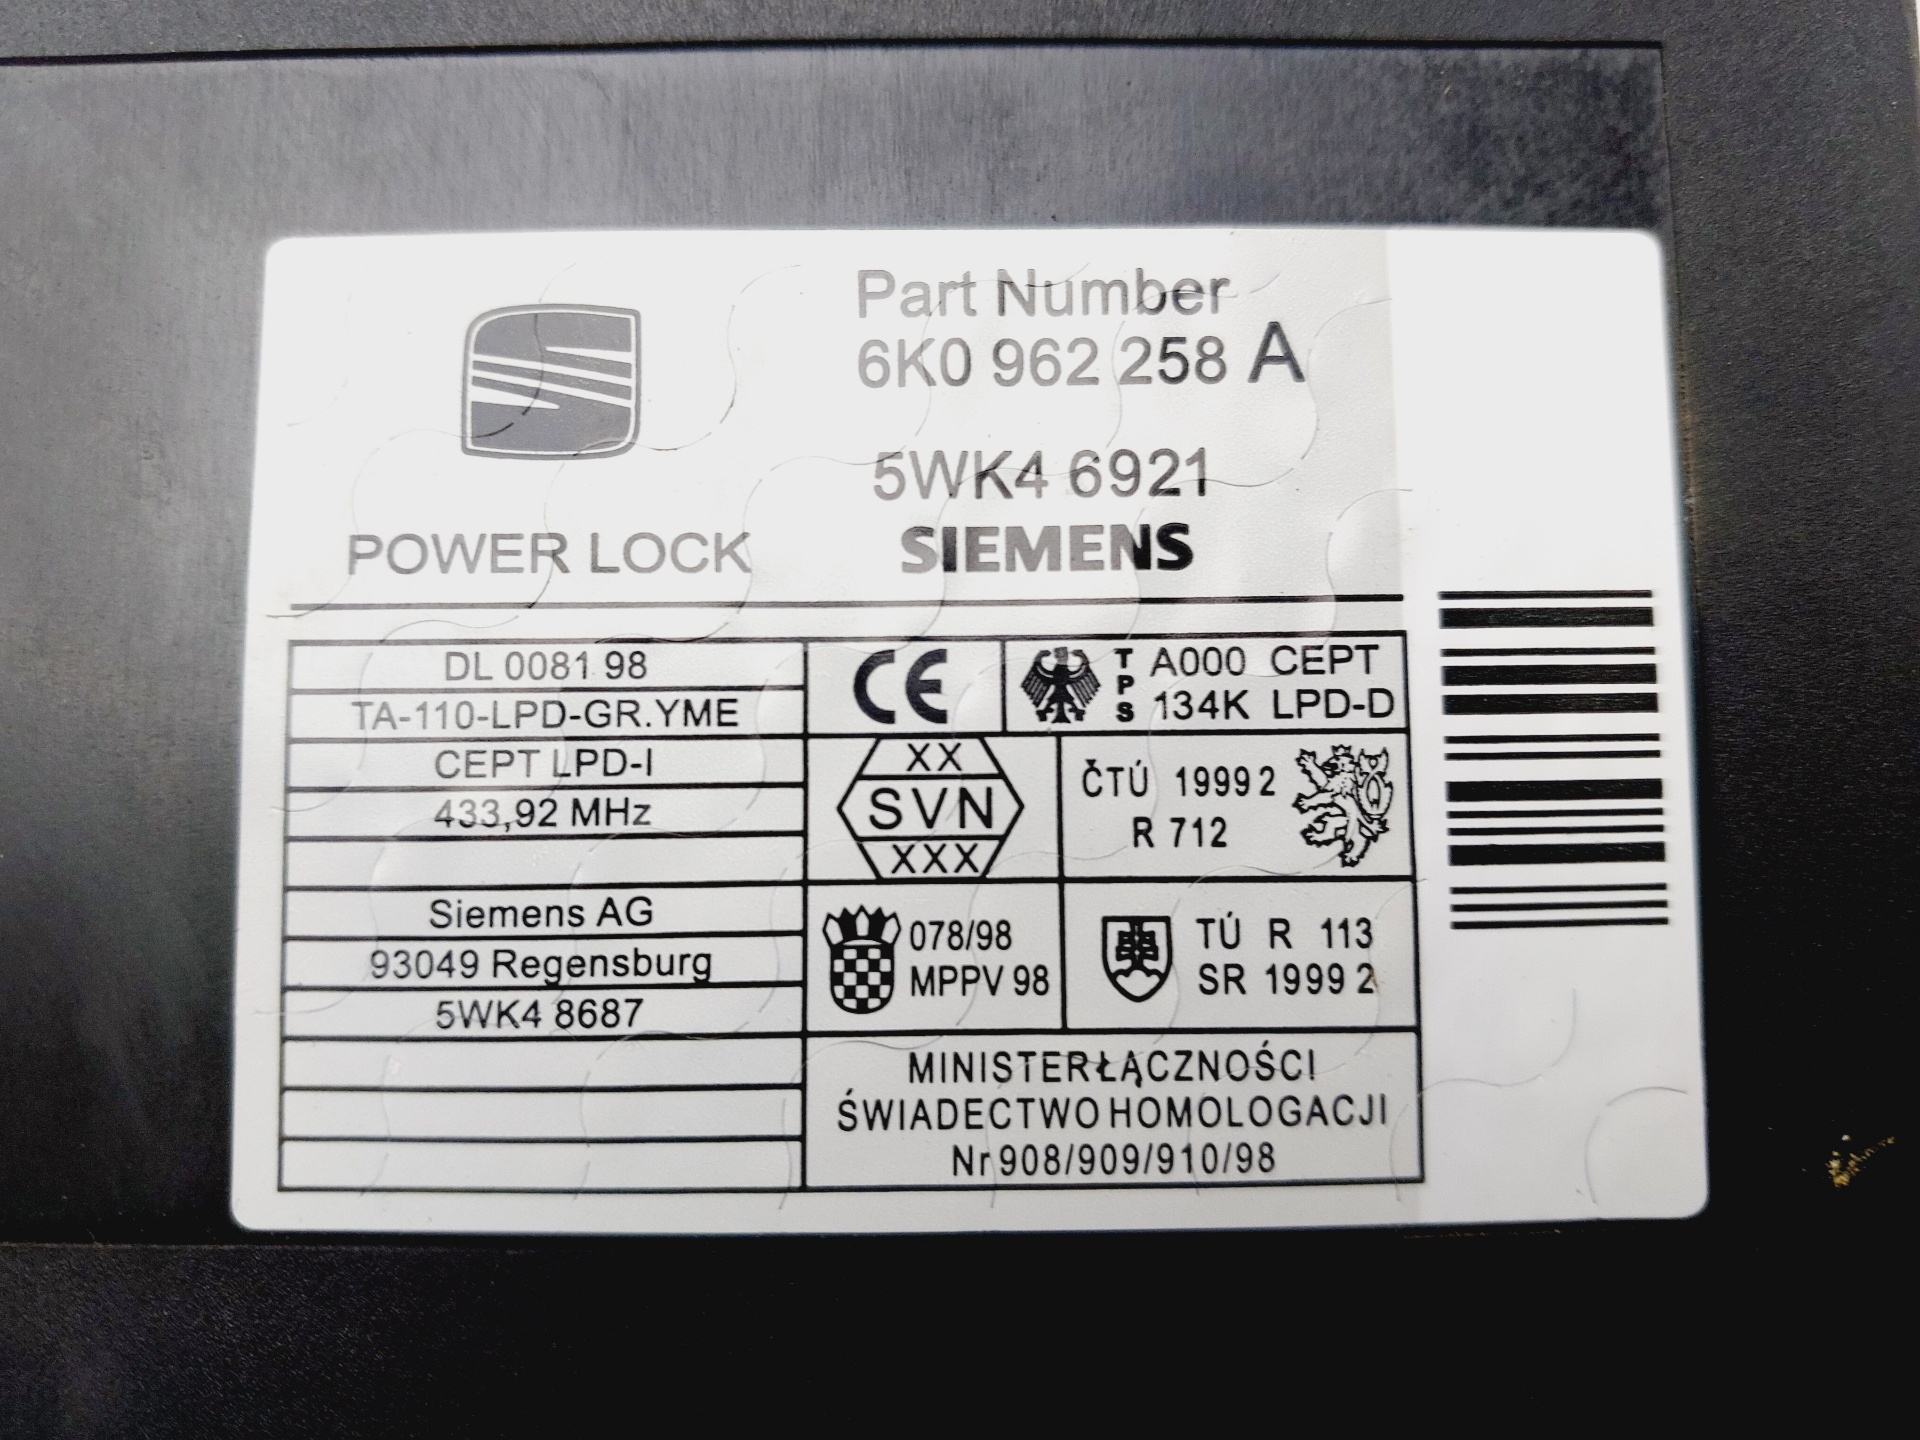 Part Number
6K0 962 258 A
5WK4 6921
POWER LOCK
SIEMENS
DL 0081 98
TA-110-LPD-GR.YME
CEPT LPD-I
433,92 MHz
Siemens AG
93049 Regensburg
5WK4 8687
CE
TPS
A000 CEPT
134K LPD-D
XX
SVN
XXX
ČTÚ 1999 2
R 712
078/98
MPPV 98
TÚ R 113
SR 1999 2
MINISTER ŁĄCZNOŚCI
ŚWIADECTWO HOMOLOGACJI
Nr 908/909/910/98